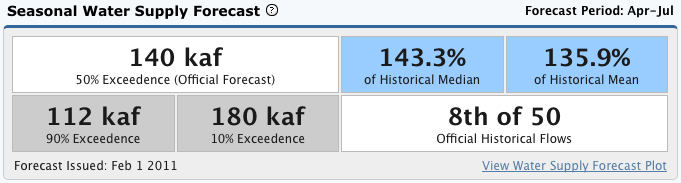 Seasonal Water Supply Forecast ? Forecast Period: Apr-Jul
140 kaf 143.3% 135.9%
50% Exceedence (Official Forecast) of Historical Median of Historical Mean
112 kaf 180 kaf 8th of 50
90% Exceedence 10% Exceedence Official Historical Flows
Forecast Issued: Feb 1 2011 View Water Supply Forecast Plot